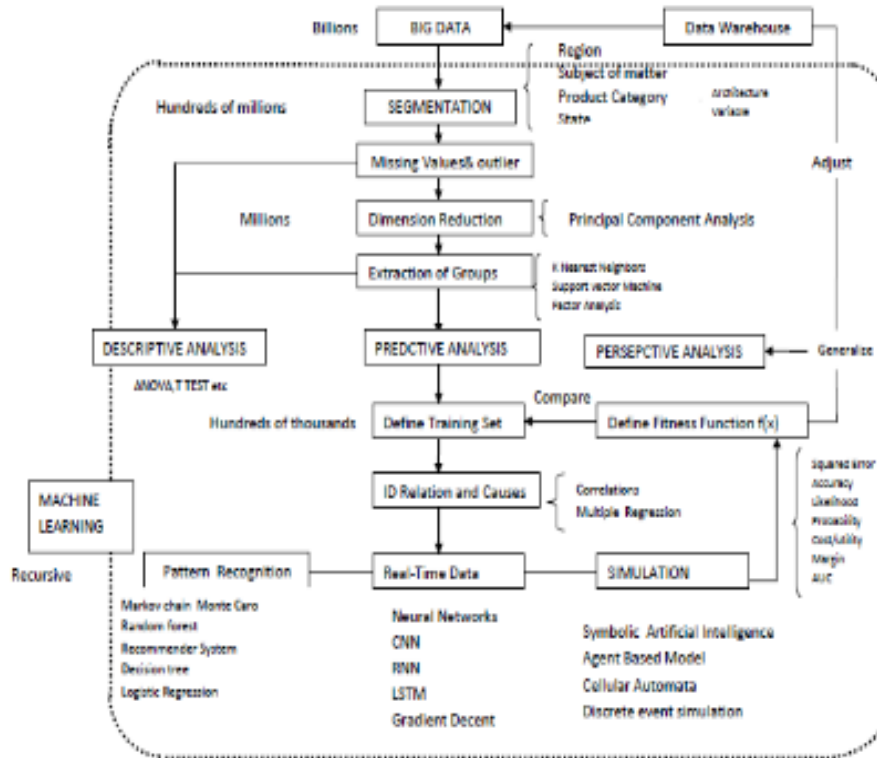 Billions
BIG DATA
Data Warehouse
Region
Subject of matter
Product Category
State
Architecture
Variable
Hundreds of millions
SEGMENTATION
Missing Values& outlier
Adjust
Millions
Dimension Reduction
Principal Component Analysis
Extraction of Groups
K Nearest Neighbors
Support Vector Machine
Factor Analysis
DESCRIPTIVE ANALYSIS
PREDCTIVE ANALYSIS
PERSEPCTIVE ANALYSIS
Generalize
ANOVA,T TEST etc
Compare
Hundreds of thousands
Define Training Set
Define Fitness Function f(x)
Squared Error
Accuracy
Likelihood
Probability
Cost/utility
Margin
AUC
ID Relation and Causes
Correlations
Multiple Regression
MACHINE
LEARNING
Recursive
Pattern Recognition
Real-Time Data
SIMULATION
Markov chain Monte Caro
Random forest
Recommender System
Decision tree
Logistic Regression
Neural Networks
CNN
RNN
LSTM
Gradient Decent
Symbolic Artificial Intelligence
Agent Based Model
Cellular Automata
Discrete event simulation